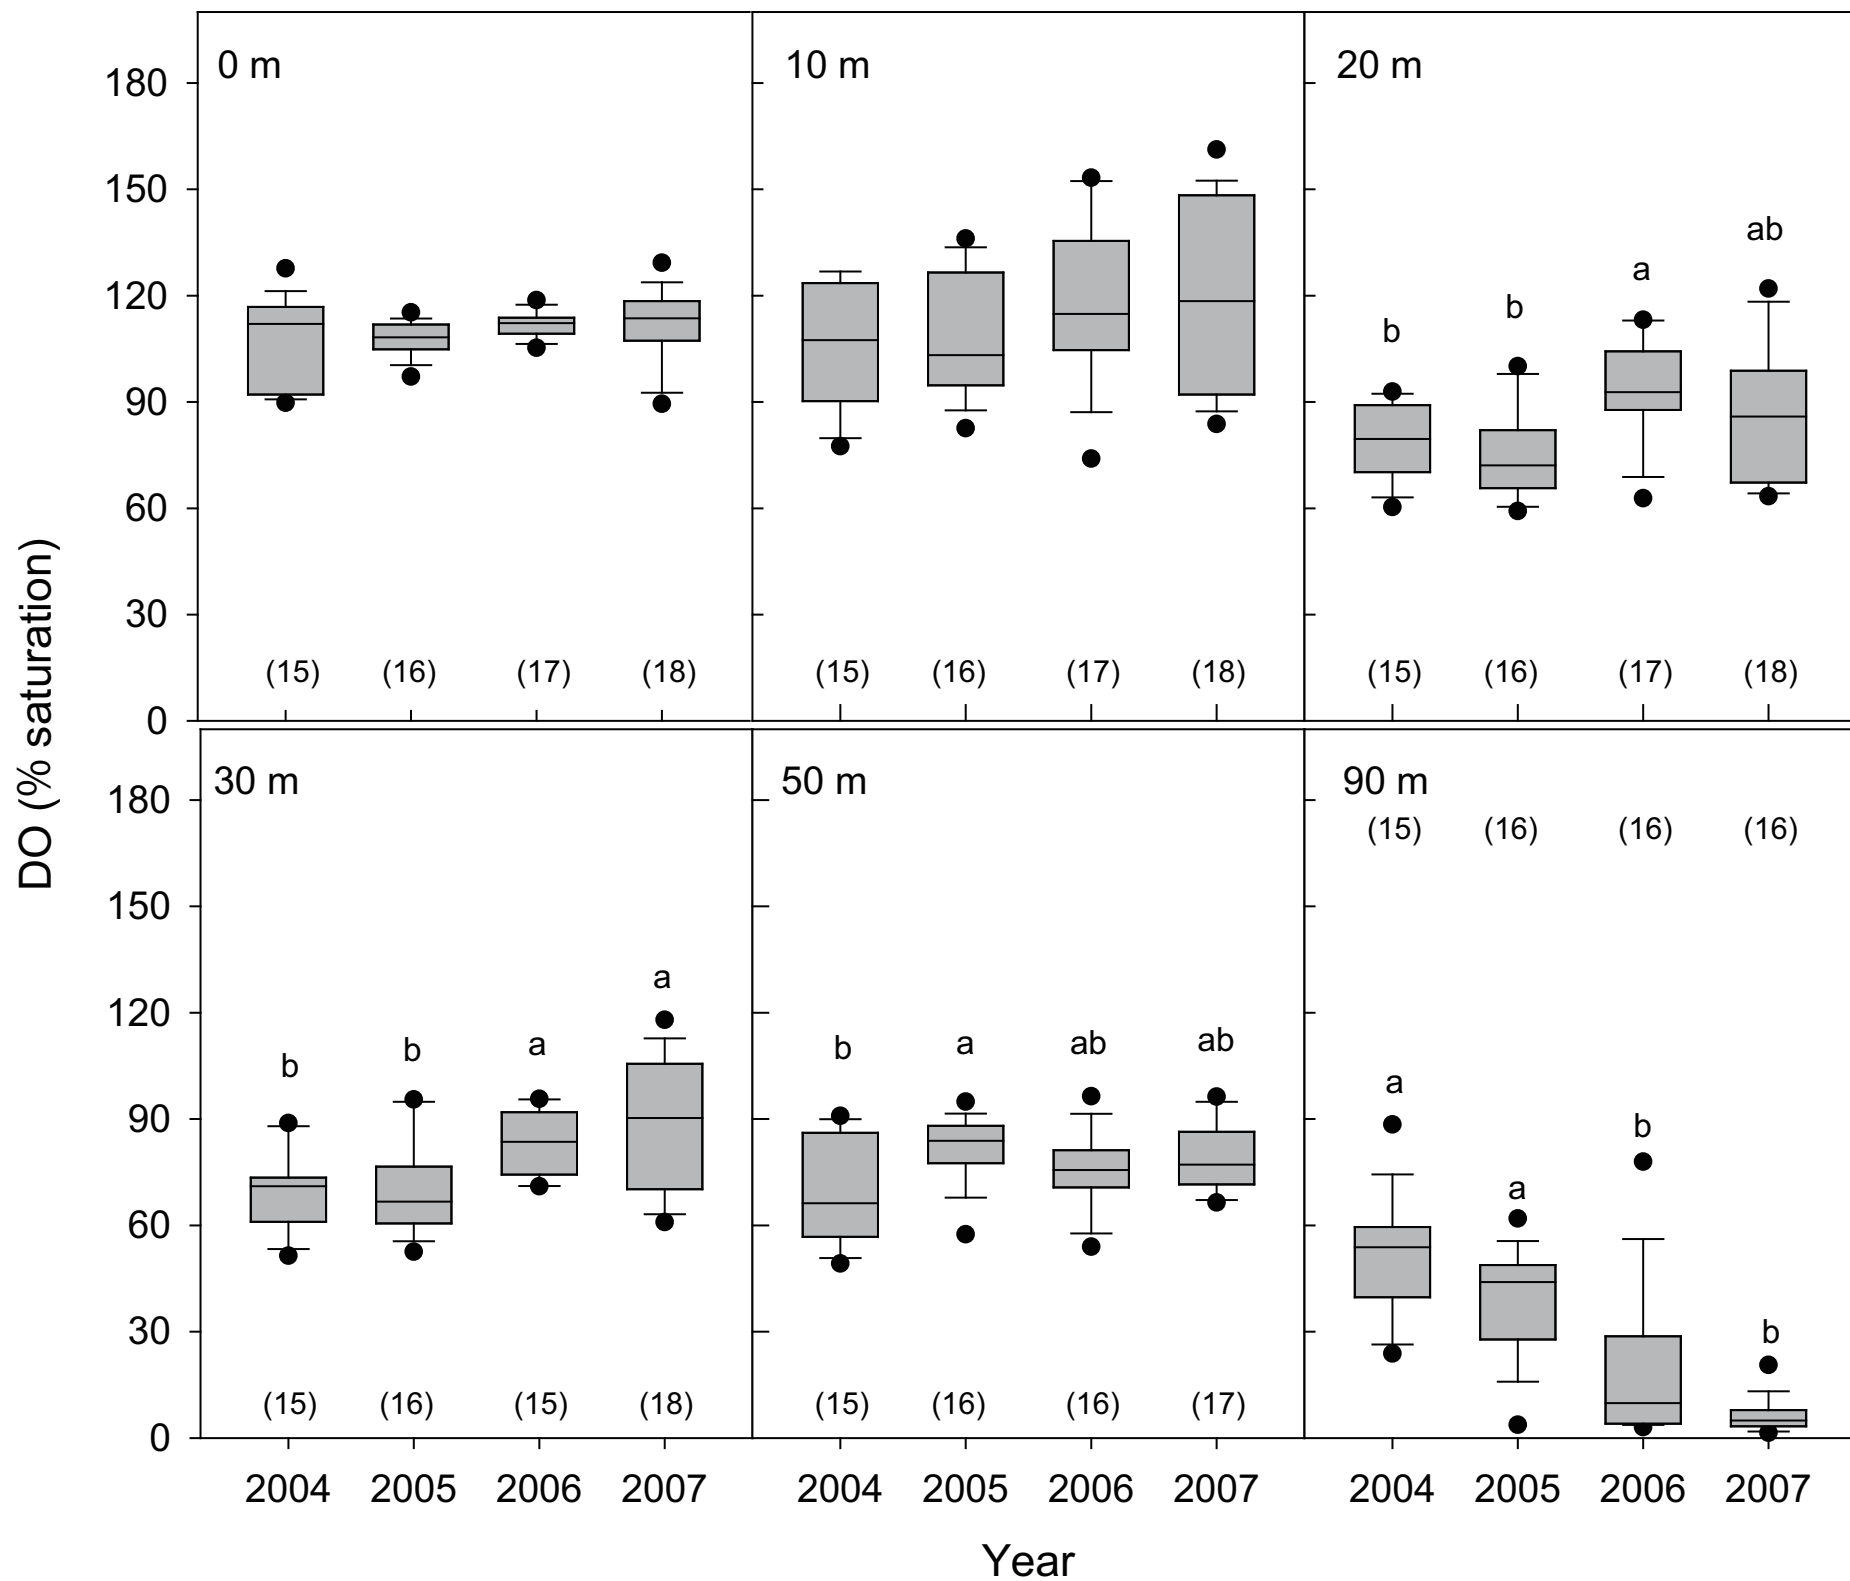 0 m 10 m 20 m
180
150
120
90
60
30
0
b b a ab
(15) (16) (17) (18) (15) (16) (17) (18) (15) (16) (17) (18)
DO (% saturation)
30 m 50 m 90 m
180
150
120
90
60
30
0
(15) (16) (16) (16)
b b a a
b a ab ab
a a b b
(15) (16) (15) (18) (15) (16) (16) (17)
2004 2005 2006 2007 2004 2005 2006 2007 2004 2005 2006 2007
Year